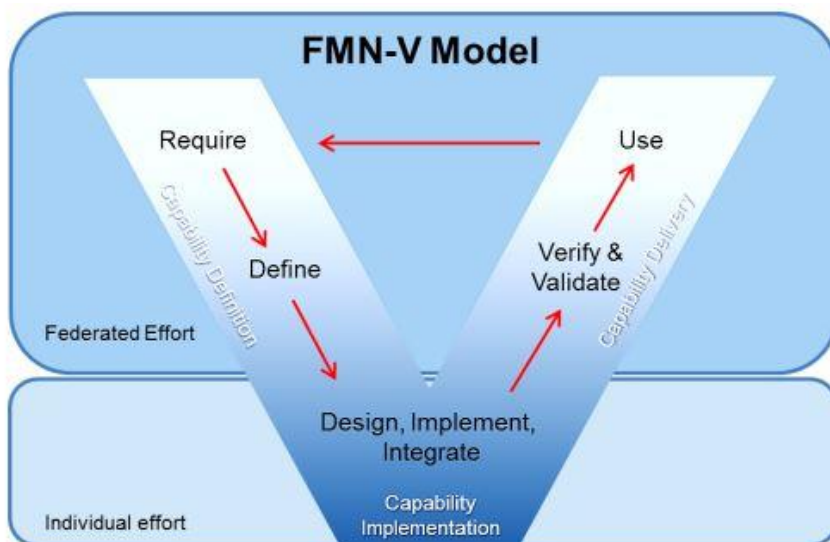 FMN-V Model
Require
Use
Capability Definition
Define
Verify &
Validate
Capability Delivery
Federated Effort
Design, Implement,
Integrate
Capability
Implementation
Individual effort